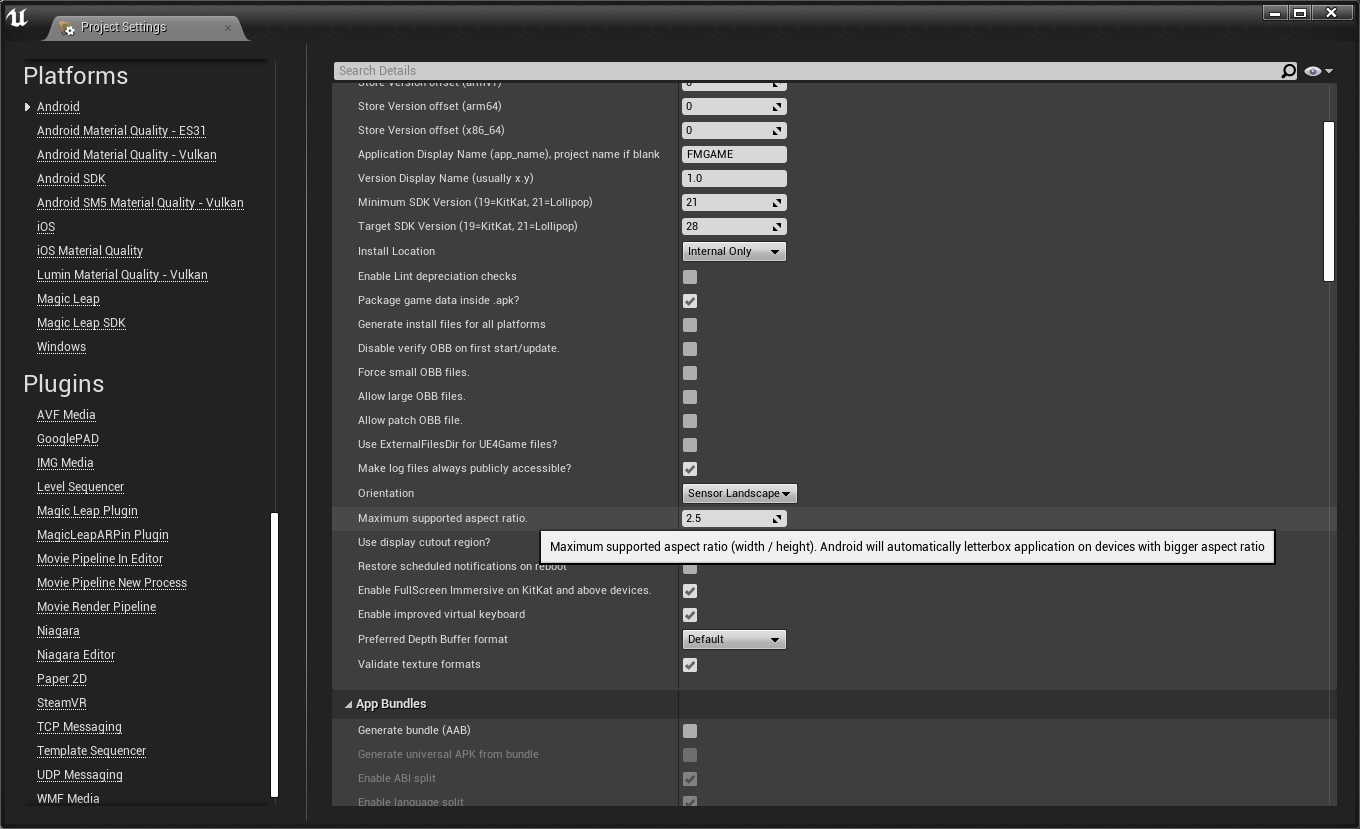 Project Settings
Platforms
Android
Android Material Quality - ES31
Android Material Quality - Vulkan
Android SDK
Android SM5 Material Quality - Vulkan
iOS
iOS Material Quality
Lumin Material Quality - Vulkan
Magic Leap
Magic Leap SDK
Windows
Plugins
AVF Media
GooglePAD
IMG Media
Level Sequencer
Magic Leap Plugin
MagicLeapARPin Plugin
Movie Pipeline In Editor
Movie Pipeline New Process
Movie Render Pipeline
Niagara
Niagara Editor
Paper 2D
SteamVR
TCP Messaging
Template Sequencer
UDP Messaging
WMF Media
Search Details
Store Version offset (armv7) 0
Store Version offset (arm64) 0
Store Version offset (x86_64) 0
Application Display Name (app_name), project name if blank FMGAME
Version Display Name (usually x.y) 1.0
Minimum SDK Version (19=KitKat, 21=Lollipop) 21
Target SDK Version (19=KitKat, 21=Lollipop) 28
Install Location Internal Only
Enable Lint depreciation checks
Package game data inside .apk?
Generate install files for all platforms
Disable verify OBB on first start/update.
Force small OBB files.
Allow large OBB files.
Allow patch OBB file.
Use ExternalFilesDir for UE4Game files?
Make log files always publicly accessible?
Orientation Sensor Landscape
Maximum supported aspect ratio. 2.5
Use display cutout region?
Maximum supported aspect ratio (width / height). Android will automatically letterbox application on devices with bigger aspect ratio
Restore scheduled notifications on reboot
Enable FullScreen Immersive on KitKat and above devices.
Enable improved virtual keyboard
Preferred Depth Buffer format Default
Validate texture formats
App Bundles
Generate bundle (AAB)
Generate universal APK from bundle
Enable ABI split
Enable language split